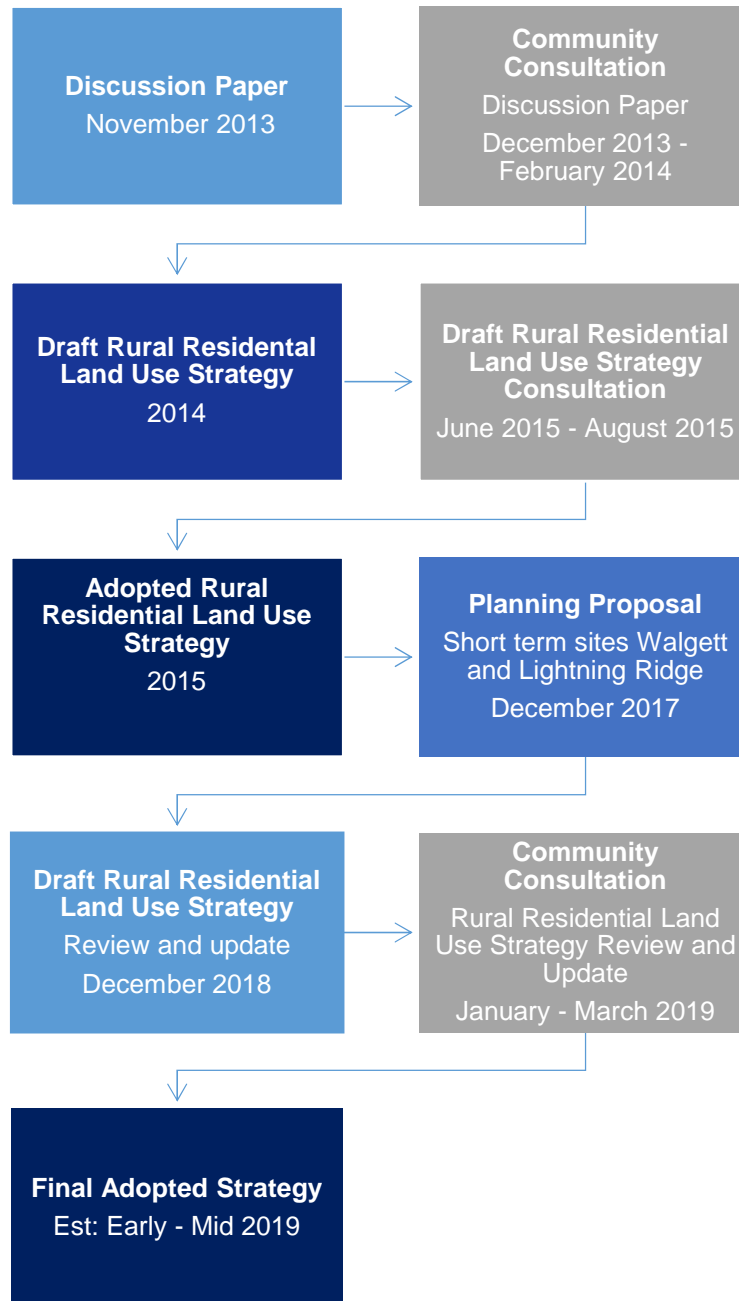 Discussion Paper
November 2013
Community
Consultation
Discussion Paper
December 2013 -
February 2014
Draft Rural Residental
Land Use Strategy
2014
Draft Rural Residential
Land Use Strategy
Consultation
June 2015 - August 2015
Adopted Rural
Residential Land Use
Strategy
2015
Planning Proposal
Short term sites Walgett
and Lightning Ridge
December 2017
Draft Rural Residential
Land Use Strategy
Review and update
December 2018
Community
Consultation
Rural Residential Land
Use Strategy Review and
Update
January - March 2019
Final Adopted Strategy
Est: Early - Mid 2019